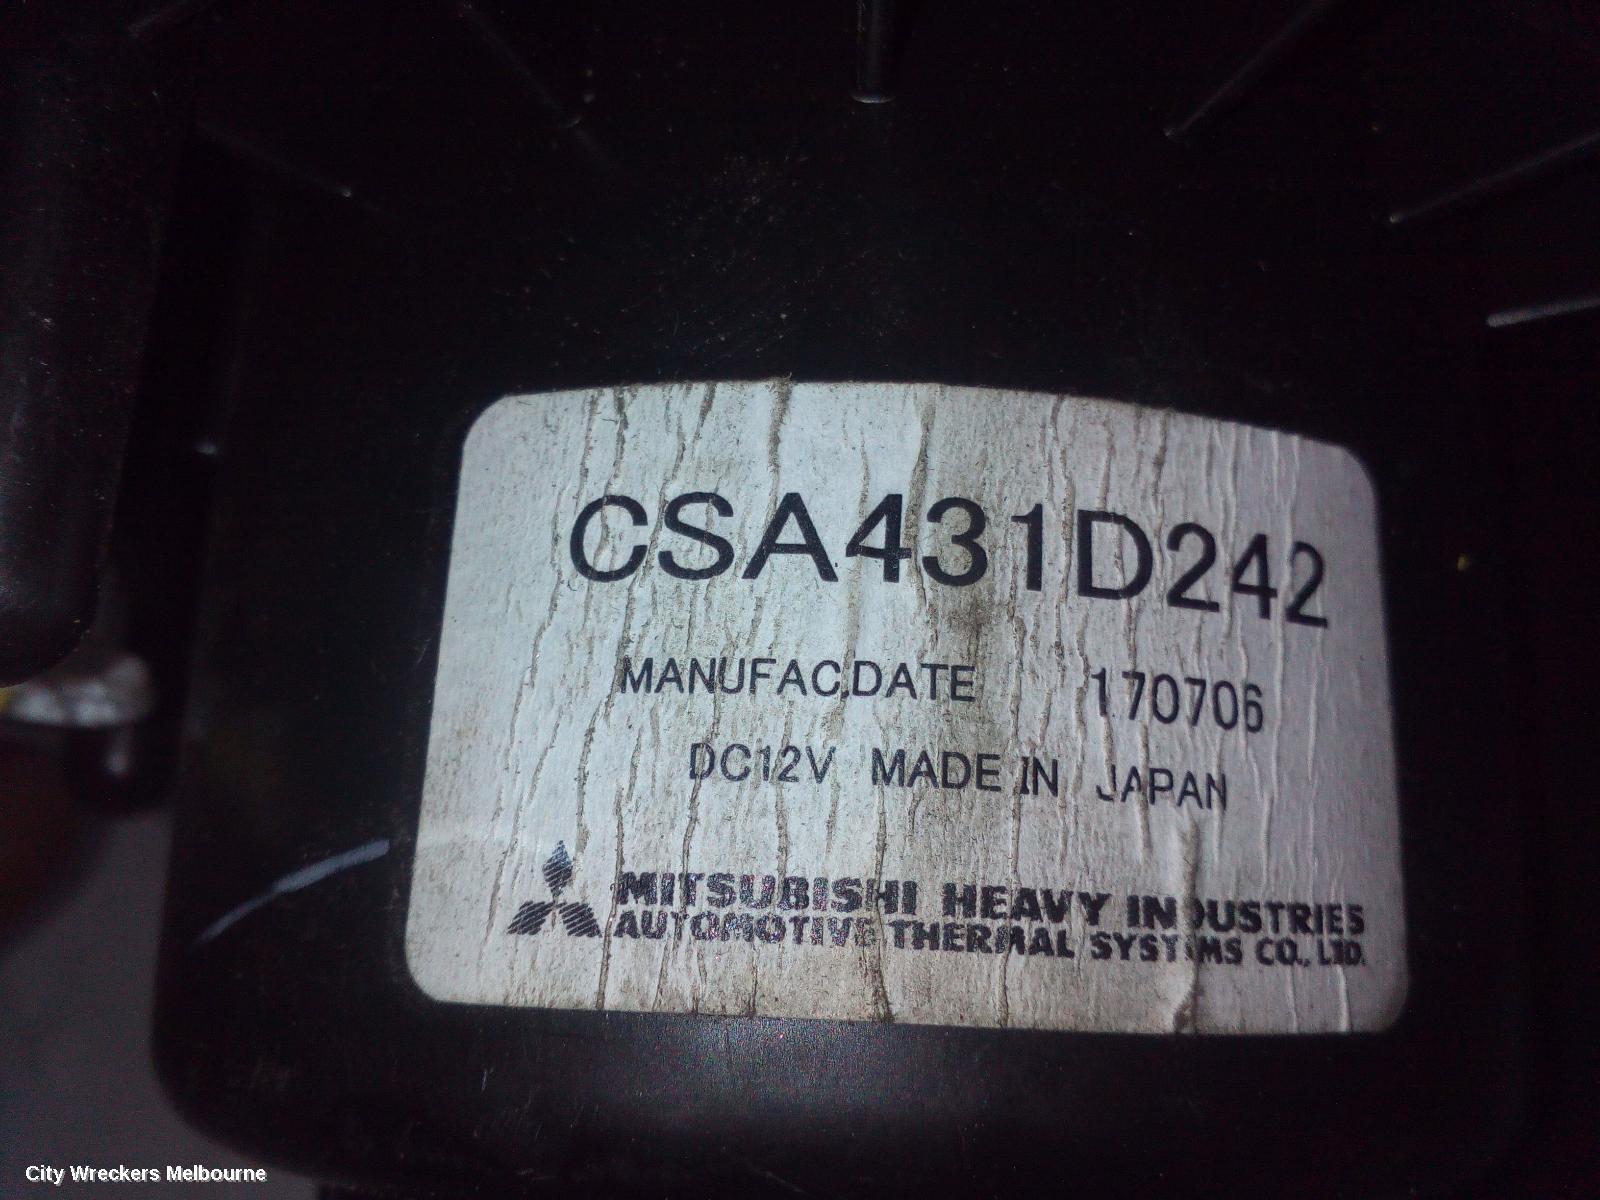 CSA431D242
MANUFAC,DATE 170706
DC12V MADE IN JAPAN
MITSUBISHI HEAVY INDUSTRIES
AUTOMOTIVE THERMAL SYSTEMS CO., LTD.
City Wreckers Melbourne